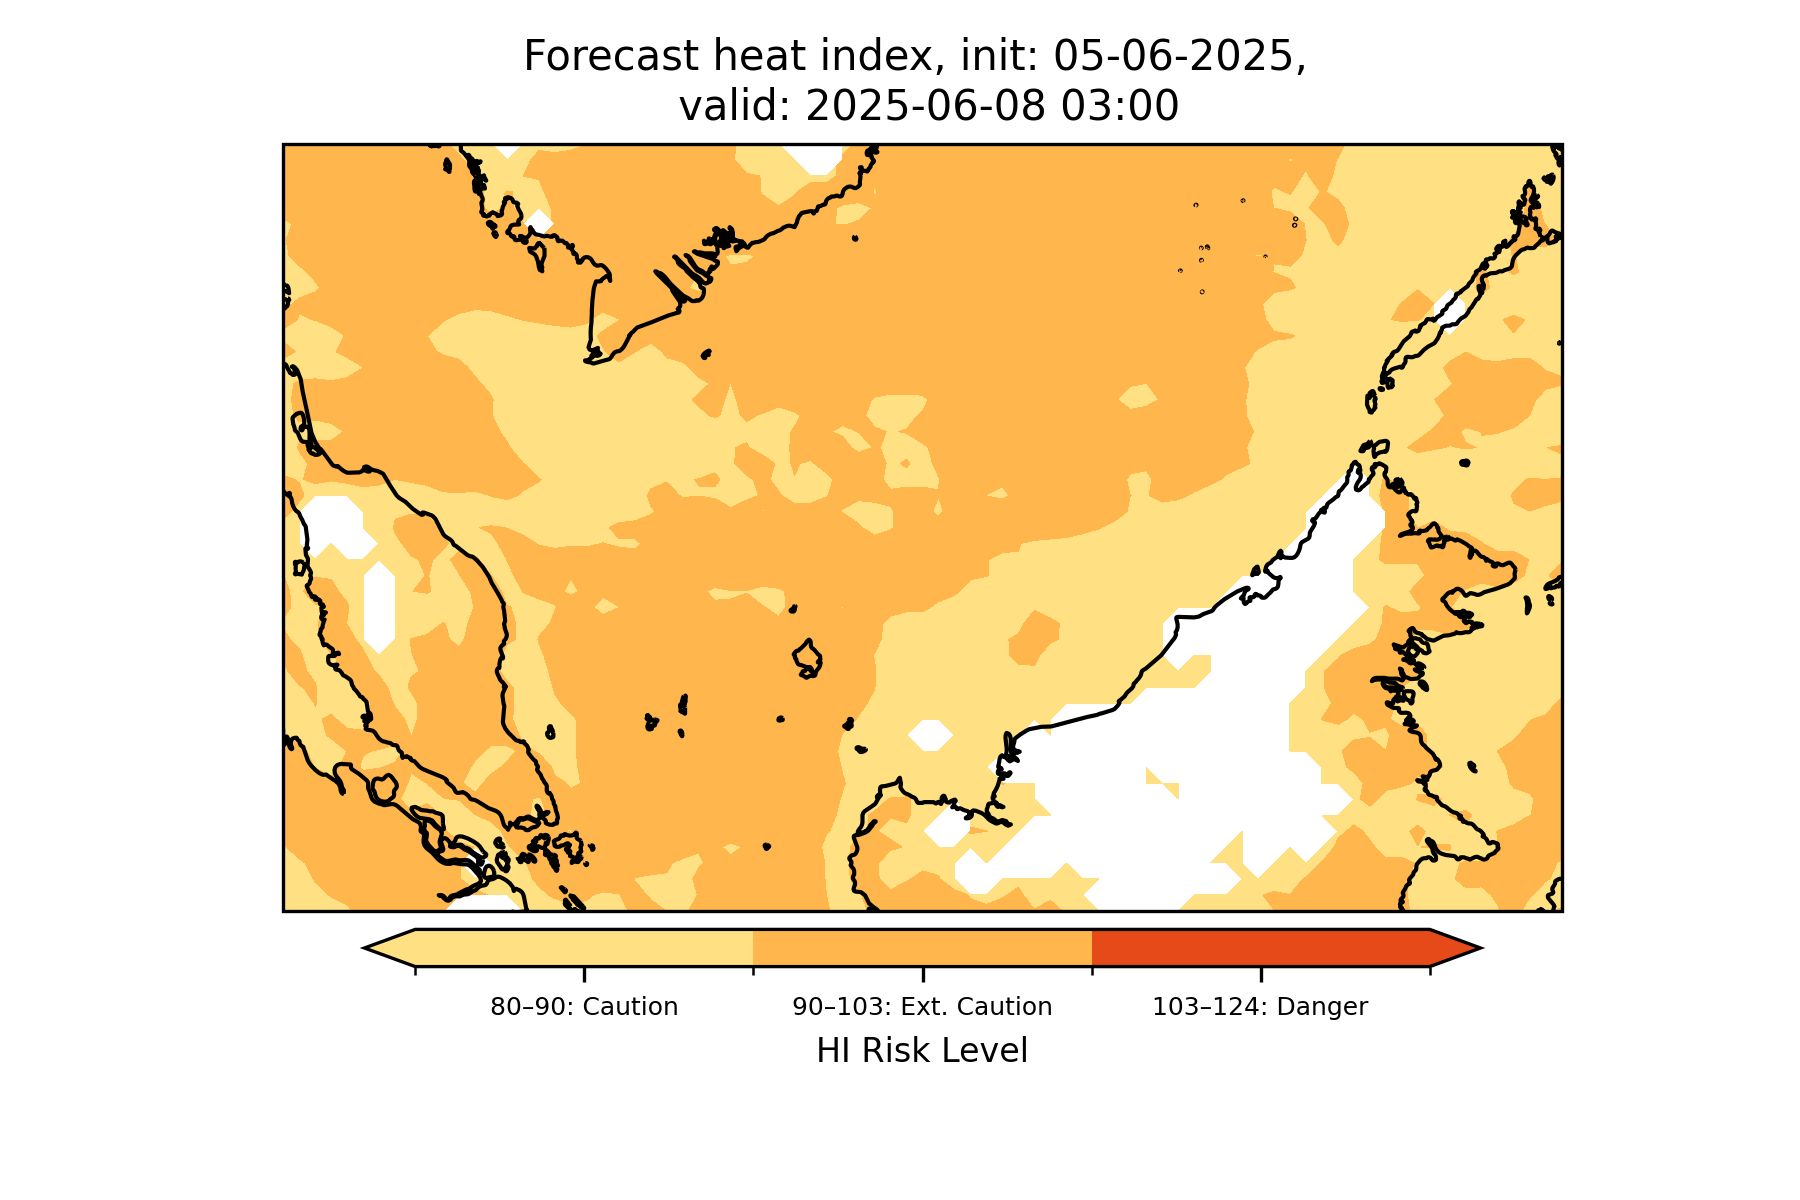 Forecast heat index, init: 05-06-2025,
valid: 2025-06-08 03:00
80–90: Caution
90–103: Ext. Caution
103–124: Danger
HI Risk Level